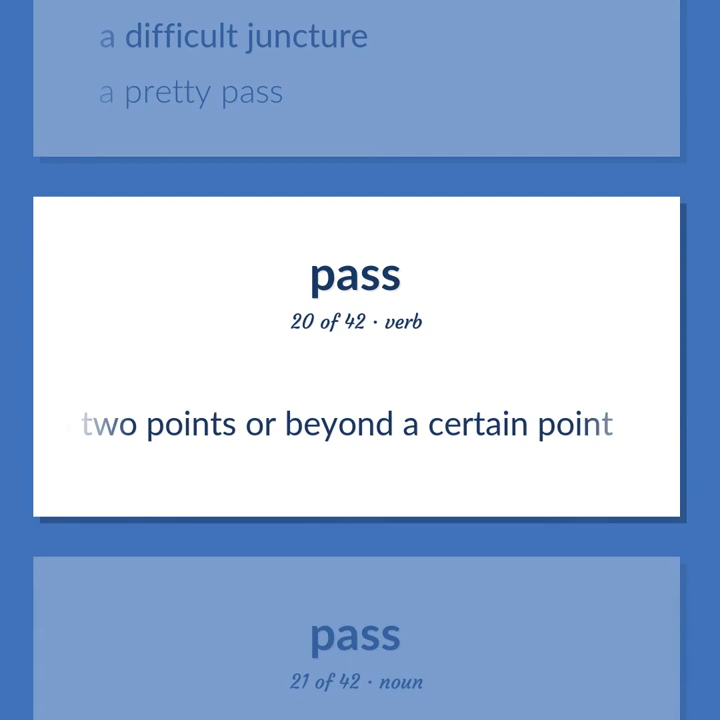 a difficult juncture
a pretty pass
pass
20 of 42 · verb
two points or beyond a certain point
pass
21 of 42 · noun